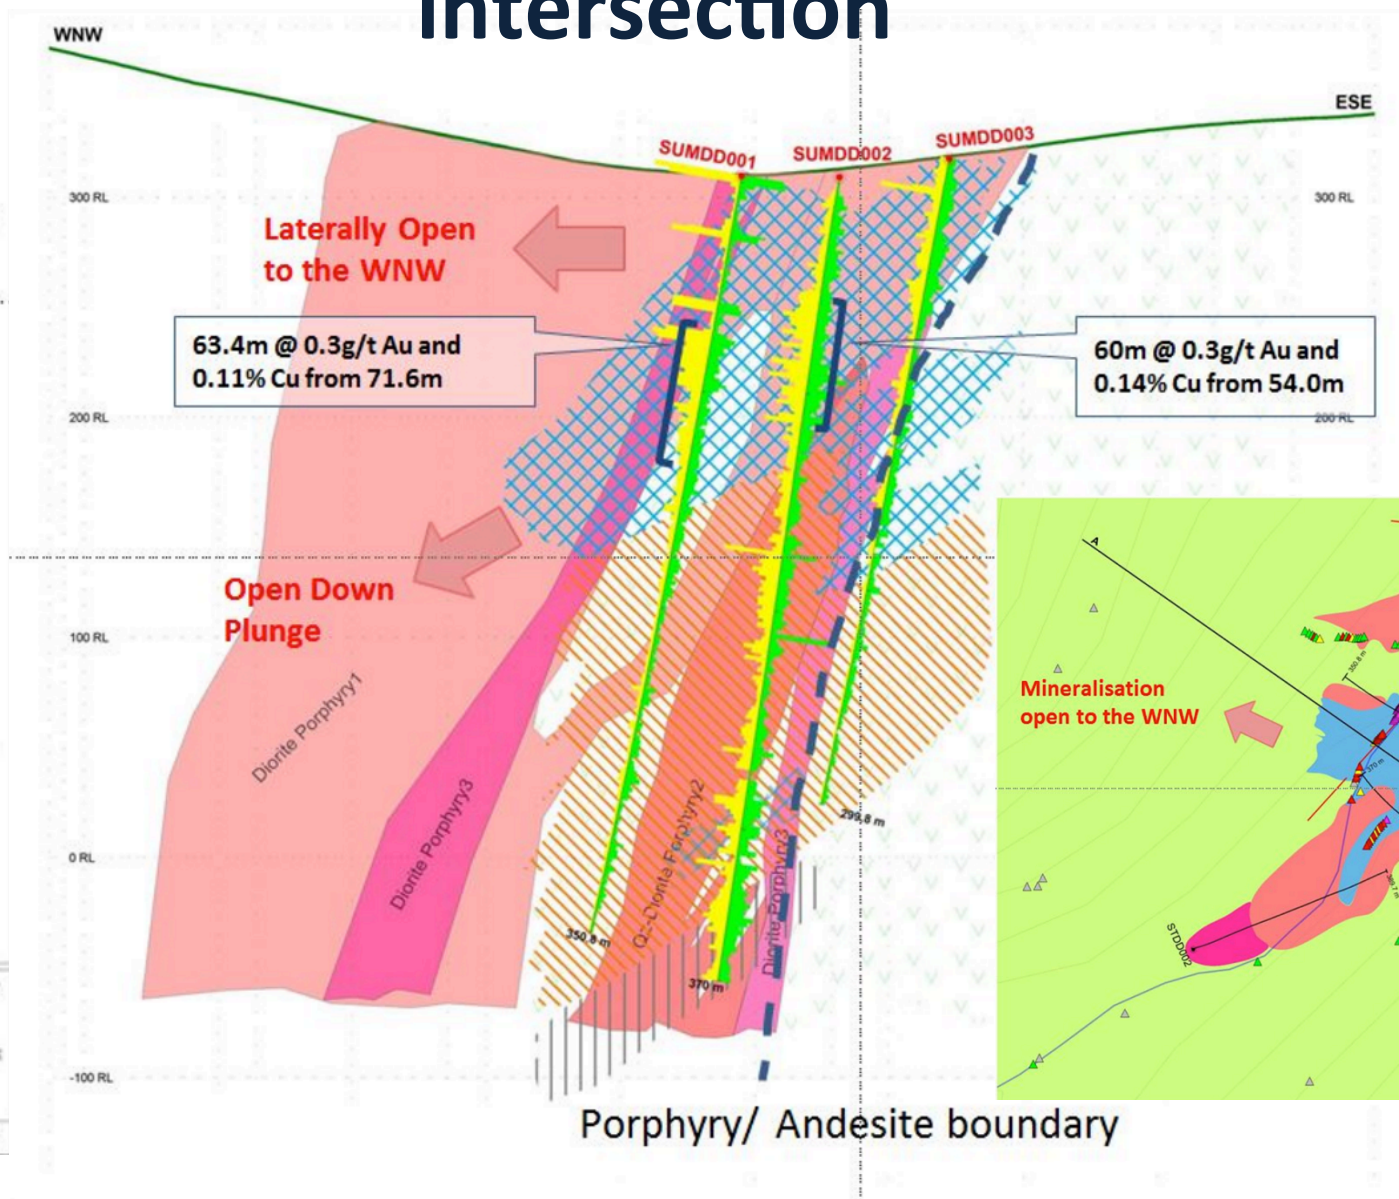 Intersection
WNW
ESE
SUMDD001
SUMDD002
SUMDD003
300 RL
300 RL
Laterally Open
to the WNW
63.4m @ 0.3g/t Au and
0.11% Cu from 71.6m
60m @ 0.3g/t Au and
0.14% Cu from 54.0m
200 RL
200 RL
A
Open Down
Plunge
100 RL
350.8 m
Mineralisation
open to the WNW
Diorite Porphyry1
370 m
Diorite Porphyry3
Diorite Porphyry3
299.8 m
0 RL
STDD002
350.8 m
370 m
-100 RL
Porphyry/ Andesite boundary